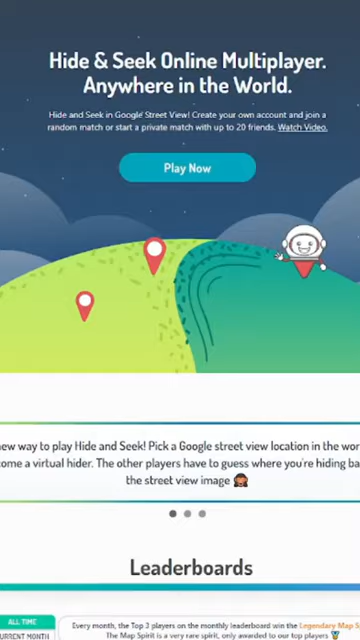 Hide & Seek Online Multiplayer.
Anywhere in the World.
Hide and Seek in Google Street View! Create your own account and join a
random match or start a private match with up to 20 friends. Watch Video.
Play Now
new way to play Hide and Seek! Pick a Google street view location in the wor
come a virtual hider. The other players have to guess where you're hiding ba
the street view image
Leaderboards
ALL TIME
CURRENT MONTH
Every month, the Top 3 players on the monthly leaderboard win the Legendary Map S
The Map Spirit is a very rare spirit, only awarded to our top players